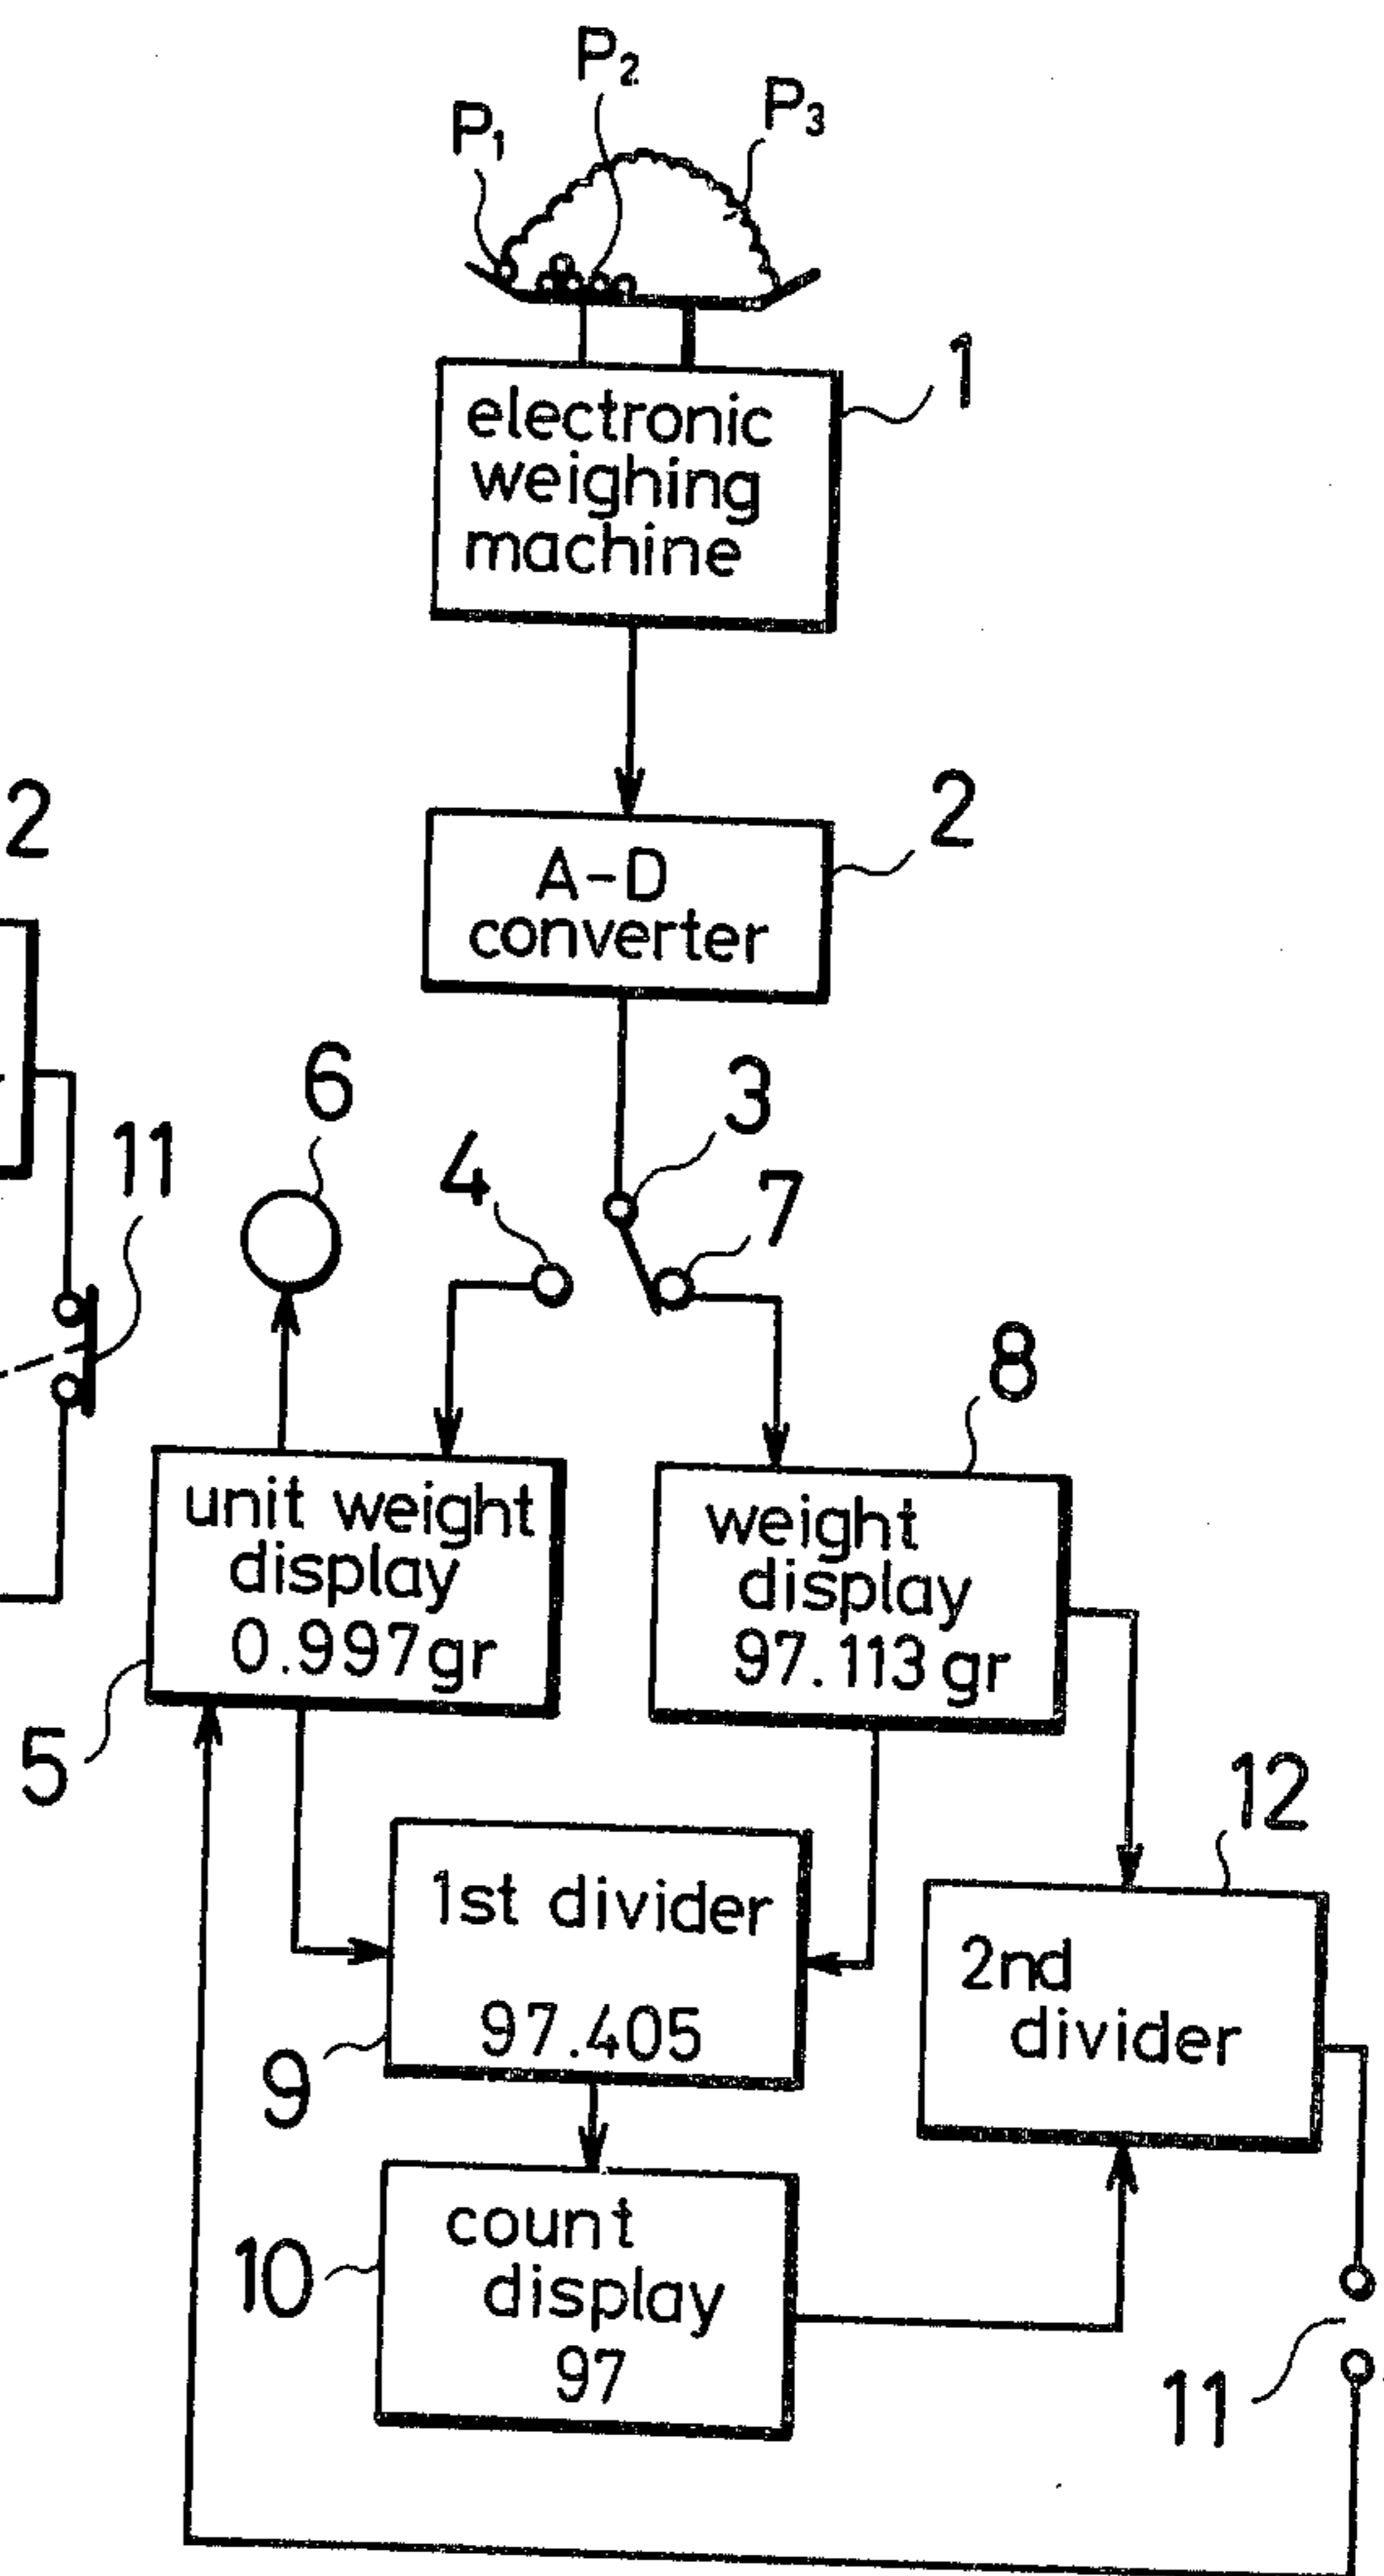 P₂
P₃
P₁
1
electronic
weighing
machine
2
2
A-D
converter
3
6
4
11
7
8
unit weight
display
0.997gr
weight
display
97.113gr
5
12
1st divider
97.405
2nd
divider
9
count
display
97
10
11